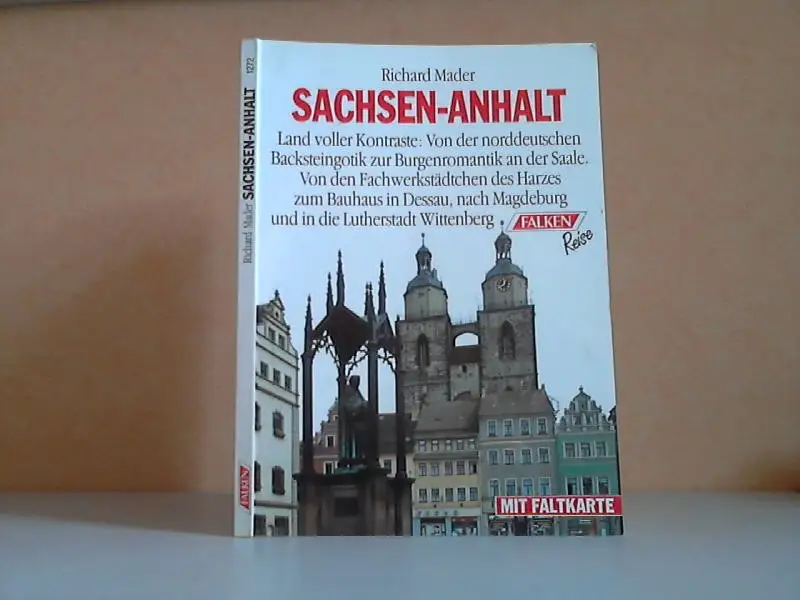 Richard Mader
SACHSEN-ANHALT
Land voller Kontraste: Von der norddeutschen
Backsteingotik zur Burgenromantik an der Saale.
Von den Fachwerkstädtchen des Harzes
zum Bauhaus in Dessau, nach Magdeburg
und in die Lutherstadt Wittenberg
FALKEN
Reise
MIT FALTKARTE
Richard Mader SACHSEN-ANHALT 1272
FALKEN